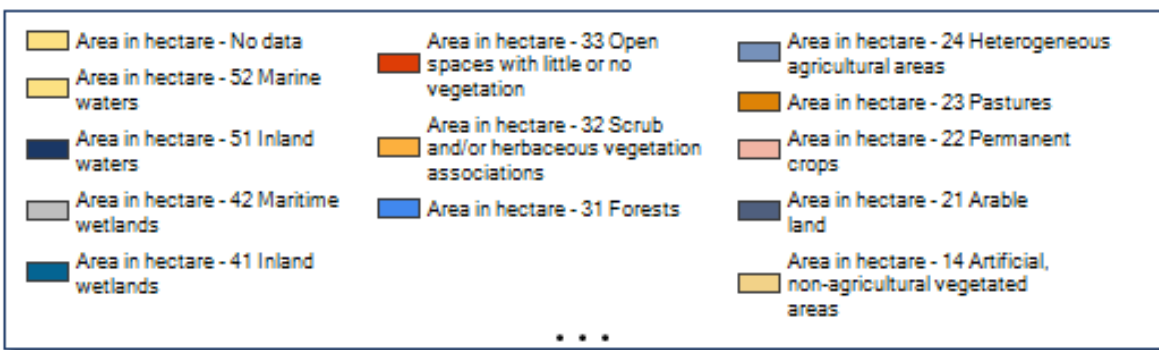 Area in hectare - No data
Area in hectare - 52 Marine
waters
Area in hectare - 51 Inland
waters
Area in hectare - 42 Maritime
wetlands
Area in hectare - 41 Inland
wetlands
Area in hectare - 33 Open
spaces with little or no
vegetation
Area in hectare - 32 Scrub
and/or herbaceous vegetation
associations
Area in hectare - 31 Forests
Area in hectare - 24 Heterogeneous
agricultural areas
Area in hectare - 23 Pastures
Area in hectare - 22 Permanent
crops
Area in hectare - 21 Arable
land
Area in hectare - 14 Artificial,
non-agricultural vegetated
areas
...